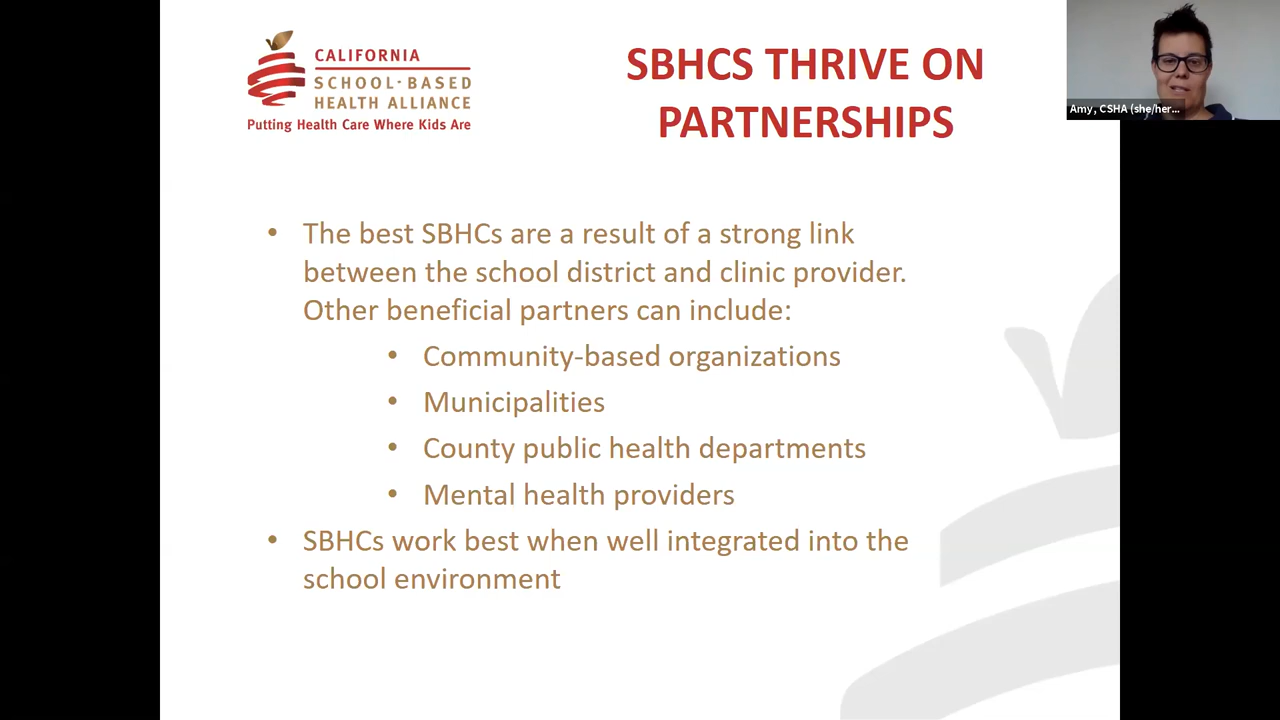 CALIFORNIA
SCHOOL-BASED
HEALTH ALLIANCE
Putting Health Care Where Kids Are
SBHCS THRIVE ON
PARTNERSHIPS
Amy, CSHA (she/her...
• The best SBHCs are a result of a strong link
between the school district and clinic provider.
Other beneficial partners can include:
• Community-based organizations
• Municipalities
• County public health departments
• Mental health providers
• SBHCs work best when well integrated into the
school environment